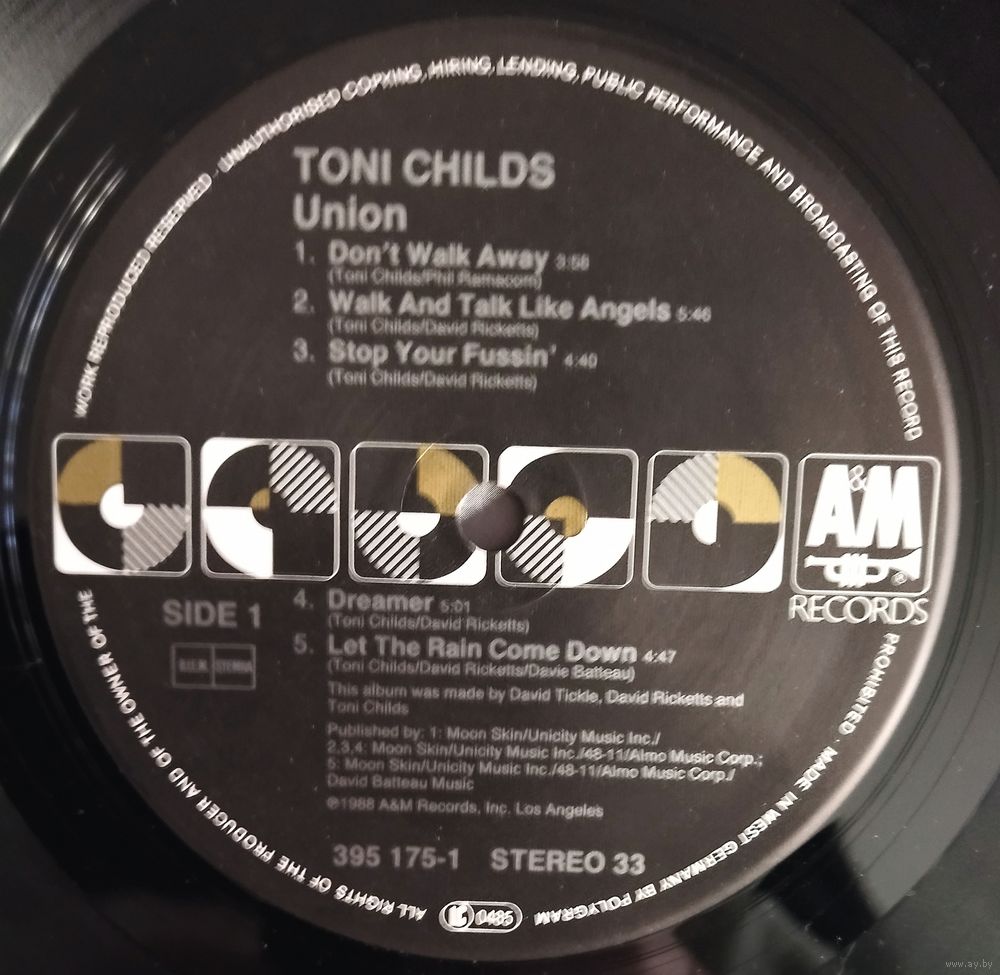 TONI CHILDS
Union
1. Don't Walk Away 3:58
(Toni Childs/Phil Ramacon)
2. Walk And Talk Like Angels 5:46
(Toni Childs/David Ricketts)
3. Stop Your Fussin' 4:40
(Toni Childs/David Ricketts)
A&M
®
RECORDS
SIDE 1
STEMRA
4. Dreamer 5:01
(Toni Childs/David Ricketts)
5. Let The Rain Come Down 4:47
(Toni Childs/David Ricketts/Davie Batteau)
This album was made by David Tickle, David Ricketts and
Toni Childs
Published by: 1: Moon Skin/Unicity Music Inc./
2,3,4: Moon Skin/Unicity Music Inc./48-11/Almo Music Corp.;
5: Moon Skin/Unicity Music Inc./48-11/Almo Music Corp./
David Batteau Music
℗1988 A&M Records, Inc. Los Angeles
395 175-1 STEREO 33
ALL RIGHTS OF THE PRODUCER AND OF THE OWNER OF THE WORK REPRODUCED RESERVED · UNAUTHORISED COPYING, HIRING, LENDING, PUBLIC PERFORMANCE AND BROADCASTING OF THIS RECORD PROHIBITED · MADE IN WEST GERMANY BY POLYGRAM
LC 0485
www.ay.by